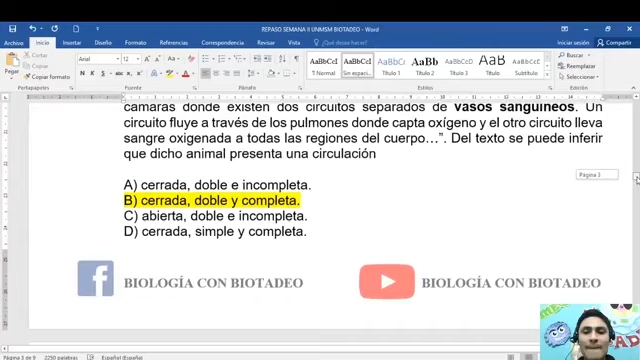 REPASO SEMANA II UNMSM BIOTADEO - Word
Archivo Inicio Insertar Diseño Formato Referencias Correspondencia Revisar Vista ¿Qué desea hacer? Iniciar sesión Compartir
Pegar
Cortar
Copiar
Copiar formato
Arial
AaBbCcI AaBbCcI AaBbC AaBb AaBbCcI AaB AaBbCcI
1 Normal Sin espaci... Título 1 Título 2 Título 3 Título Subtítulo
Buscar
Reemplazar
Seleccionar
Portapapeles Fuente Párrafo Estilos
cámaras donde existen dos circuitos separados de vasos sanguíneos. Un
circuito fluye a través de los pulmones donde capta oxígeno y el otro circuito lleva
sangre oxigenada a todas las regiones del cuerpo…”. Del texto se puede inferir
que dicho animal presenta una circulación
Página 3
A) cerrada, doble e incompleta.
B) cerrada, doble y completa.
C) abierta, doble e incompleta.
D) cerrada, simple y completa.
BIOLOGÍA CON BIOTADEO
BIOLOGÍA CON BIOTADEO
Página 3 de 9 2250 palabras Español (España)